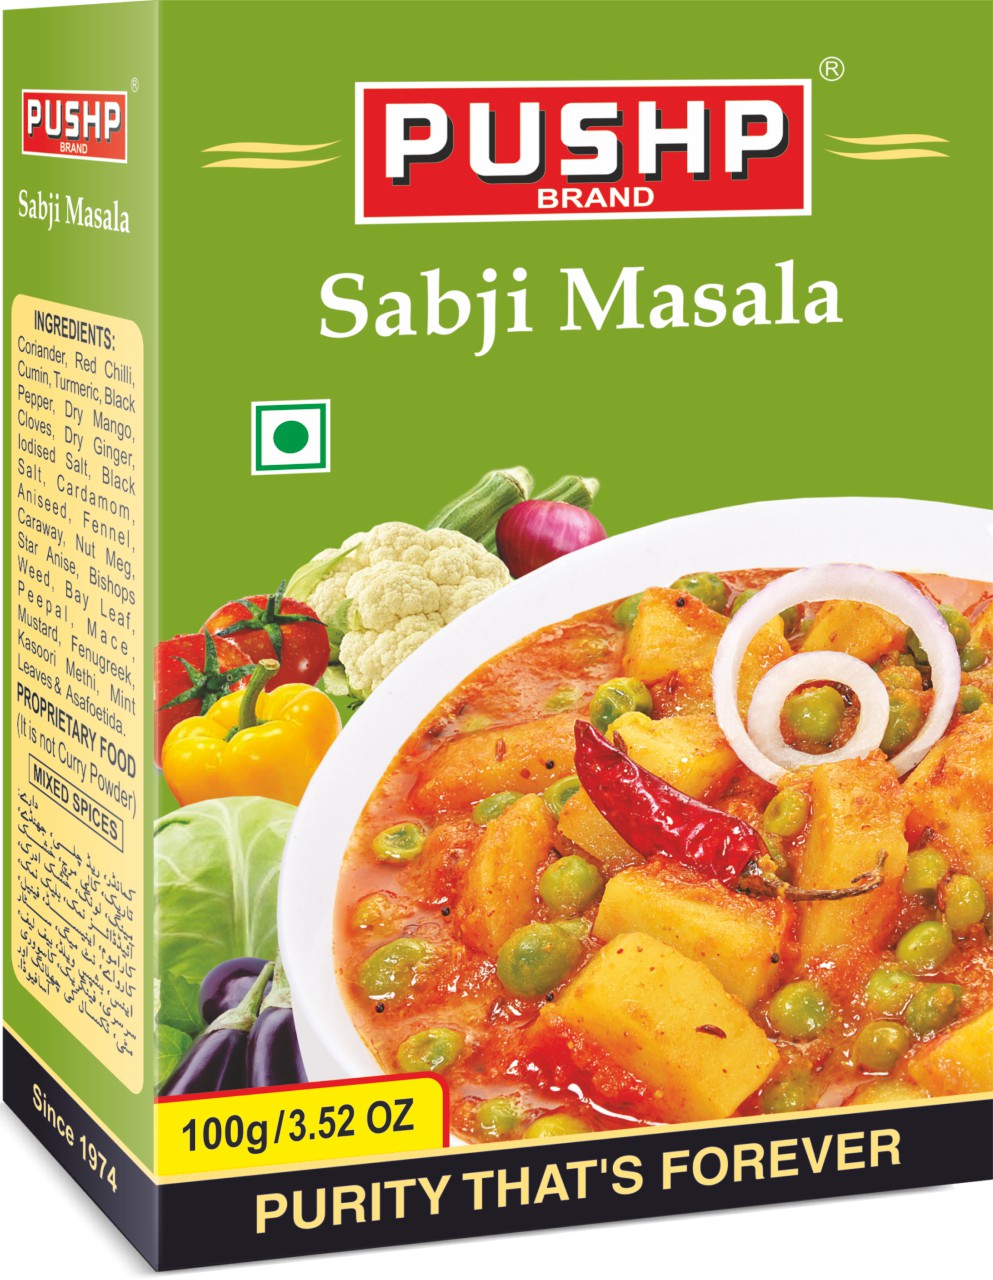 PUSHP
BRAND
®
Sabji Masala
INGREDIENTS:
Coriander, Red Chilli,
Cumin, Turmeric, Black
Pepper, Dry Mango,
Cloves, Dry Ginger,
Iodised Salt, Black
Salt, Cardamom,
Aniseed, Fennel,
Caraway, Nut Meg,
Star Anise, Bishops
Weed, Bay Leaf,
Peepal, Mace,
Mustard, Fenugreek,
Kasoori Methi, Mint
Leaves & Asafoetida.
PROPRIETARY FOOD
(It is not Curry Powder)
MIXED SPICES
Since 1974
PUSHP
®
BRAND
Sabji Masala
100g/3.52 OZ
PURITY THAT'S FOREVER